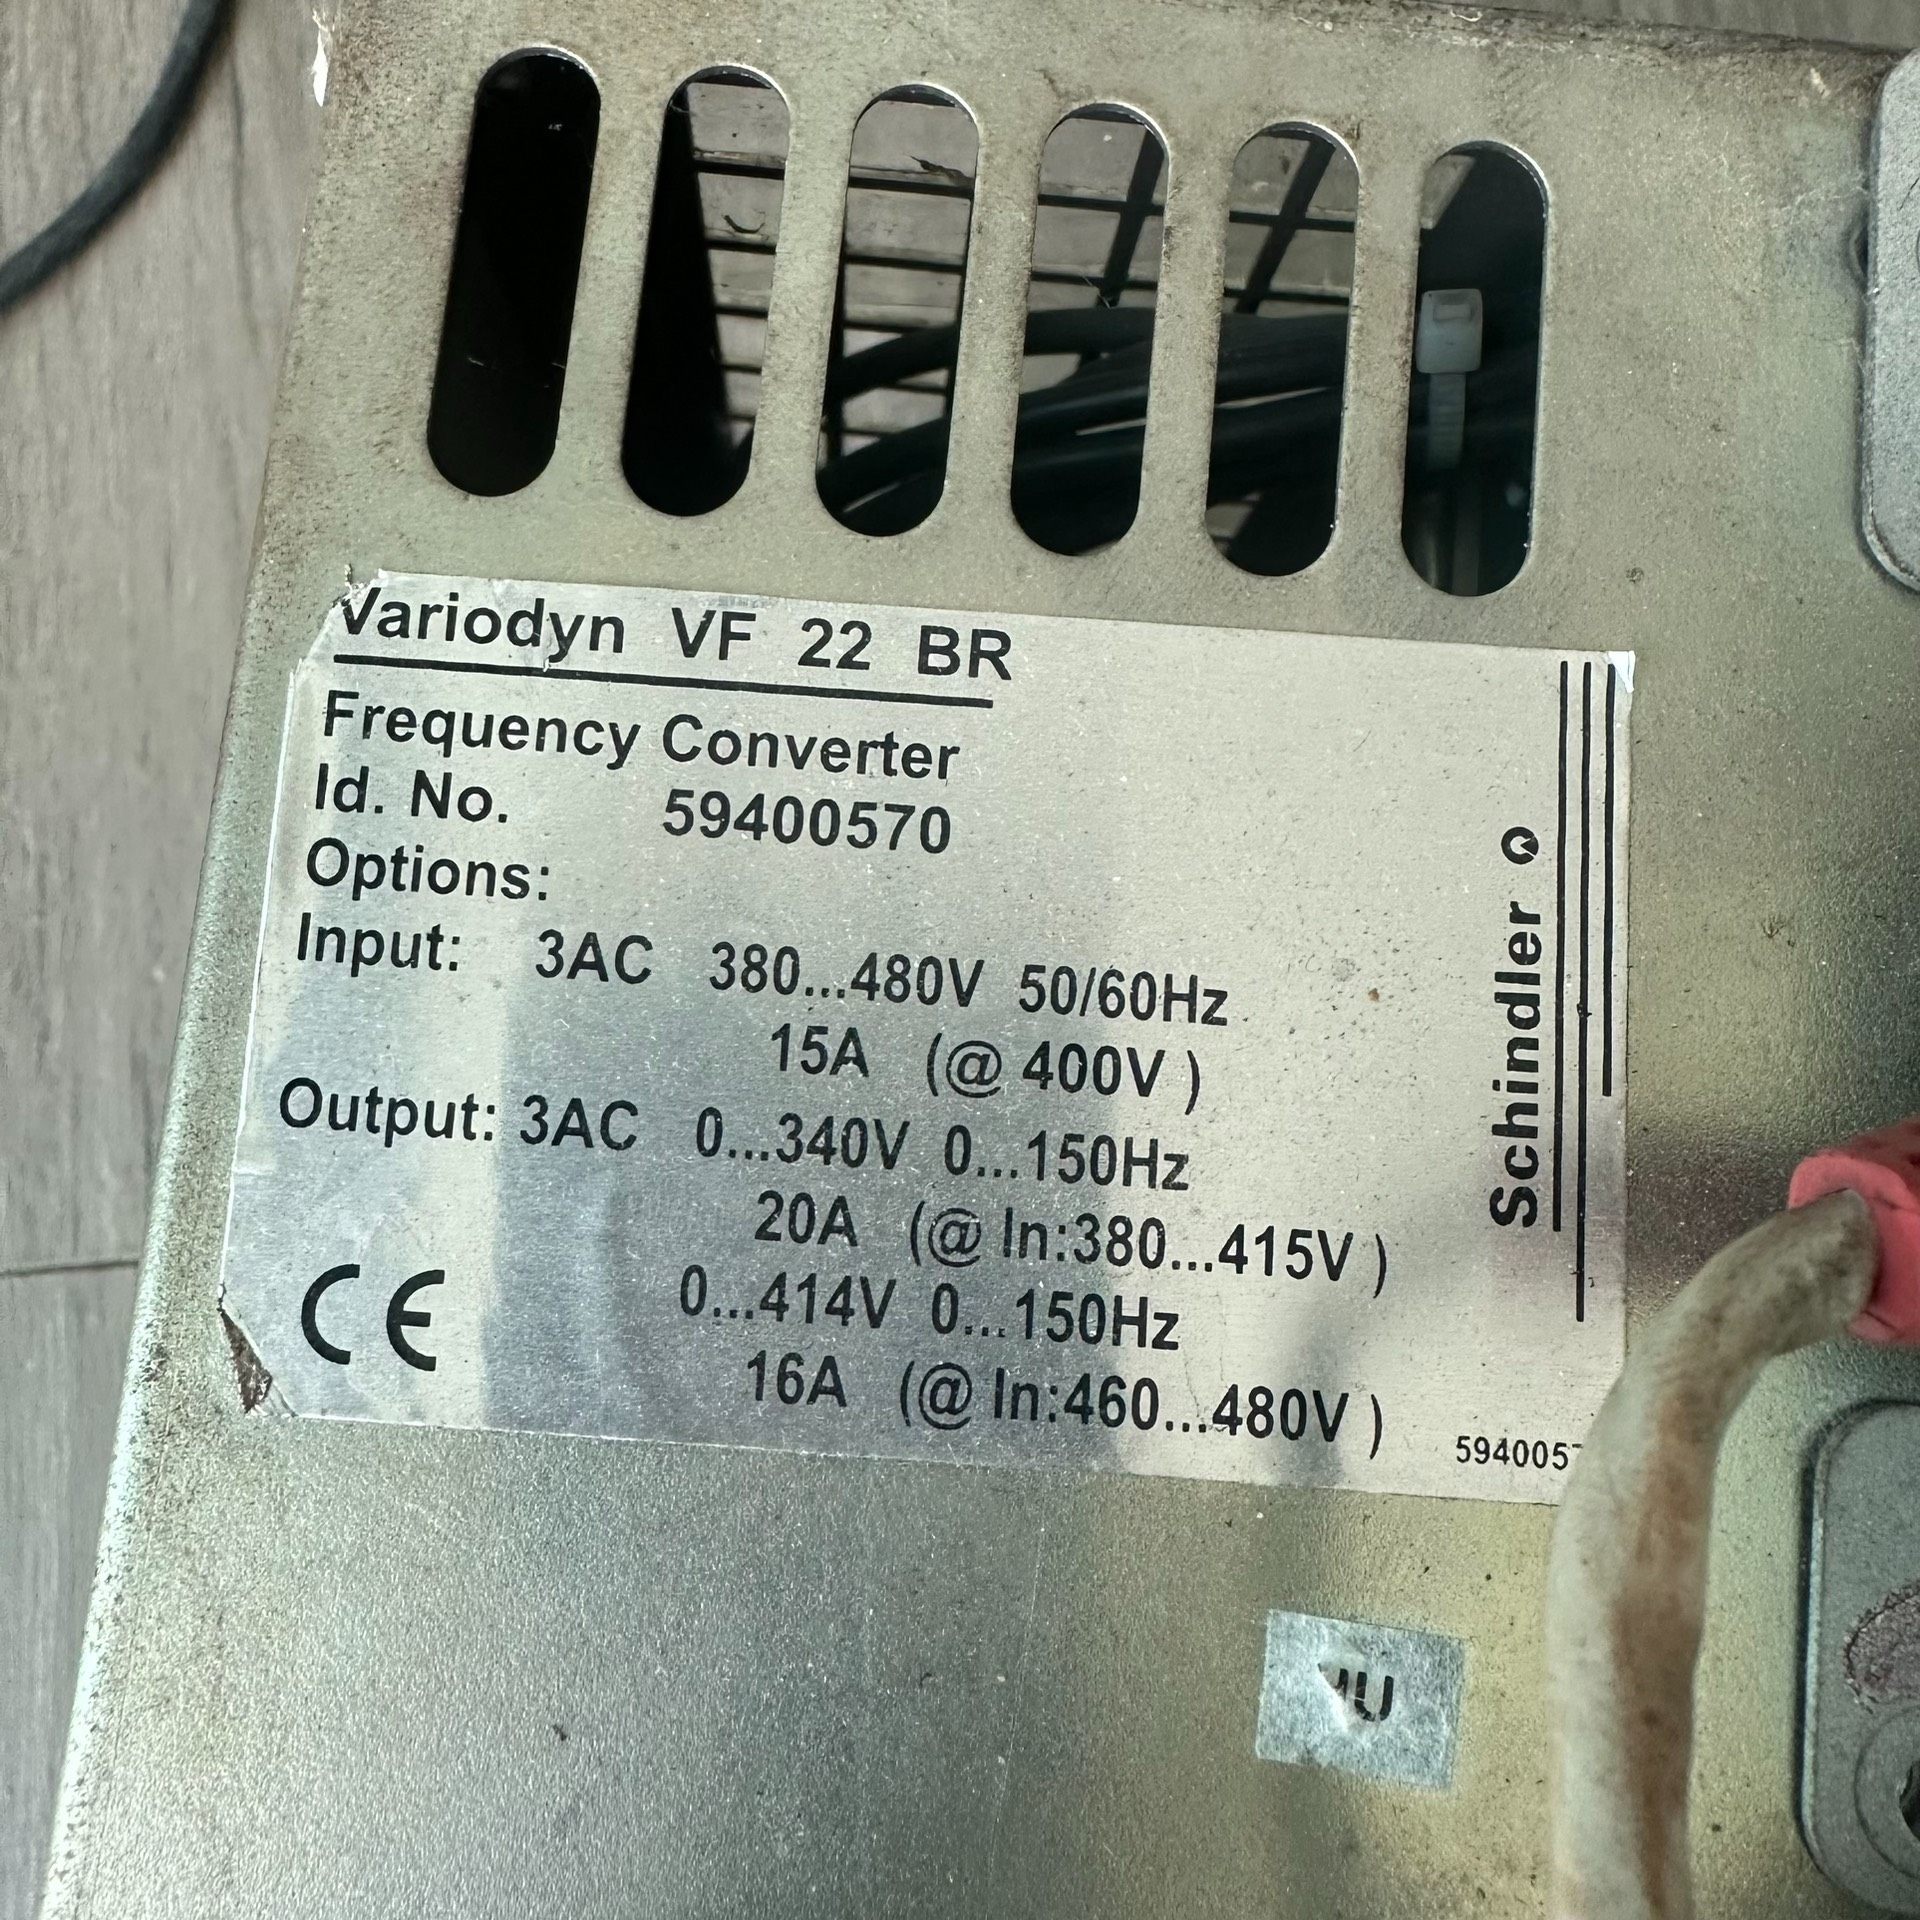 Variodyn VF 22 BR
Frequency Converter
Id. No. 59400570
Options:
Input: 3AC 380...480V 50/60Hz
15A (@ 400V )
Output: 3AC 0...340V 0...150Hz
20A (@ In:380...415V )
0...414V 0...150Hz
16A (@ In:460...480V )
CE
Schindler